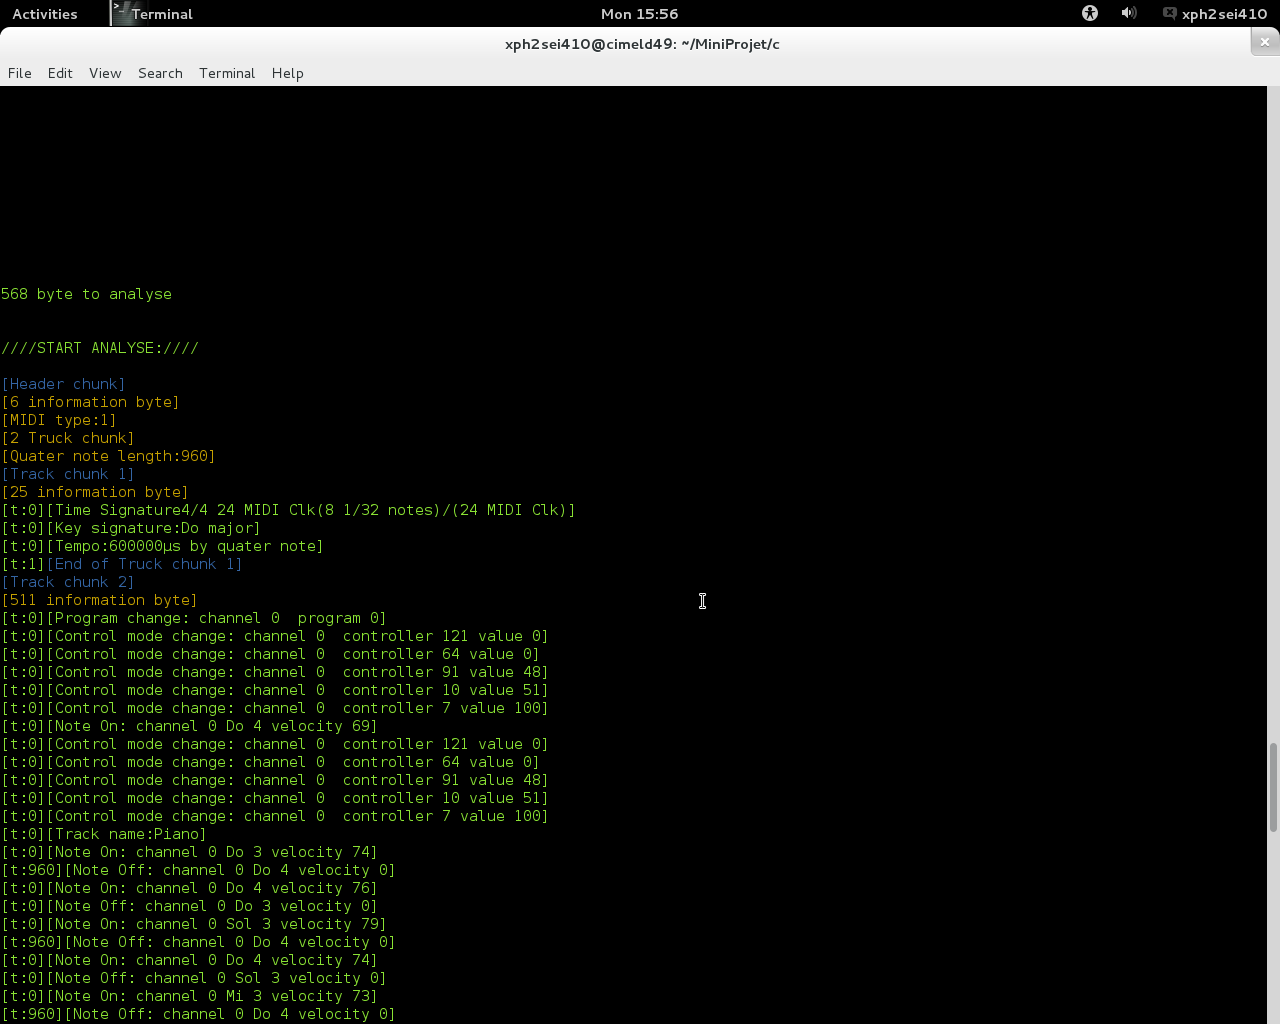 Activities Terminal Mon 15:56 xph2sei410
xph2sei410@cimeld49: ~/MiniProjet/c
File Edit View Search Terminal Help
568 byte to analyse
////START ANALYSE:////
[Header chunk]
[6 information byte]
[MIDI type:1]
[2 Truck chunk]
[Quater note length:960]
[Track chunk 1]
[25 information byte]
[t:0][Time Signature4/4 24 MIDI Clk(8 1/32 notes)/(24 MIDI Clk)]
[t:0][Key signature:Do major]
[t:0][Tempo:600000µs by quater note]
[t:1][End of Truck chunk 1]
[Track chunk 2]
[511 information byte]
[t:0][Program change: channel 0  program 0]
[t:0][Control mode change: channel 0  controller 121 value 0]
[t:0][Control mode change: channel 0  controller 64 value 0]
[t:0][Control mode change: channel 0  controller 91 value 48]
[t:0][Control mode change: channel 0  controller 10 value 51]
[t:0][Control mode change: channel 0  controller 7 value 100]
[t:0][Note On: channel 0 Do 4 velocity 69]
[t:0][Control mode change: channel 0  controller 121 value 0]
[t:0][Control mode change: channel 0  controller 64 value 0]
[t:0][Control mode change: channel 0  controller 91 value 48]
[t:0][Control mode change: channel 0  controller 10 value 51]
[t:0][Control mode change: channel 0  controller 7 value 100]
[t:0][Track name:Piano]
[t:0][Note On: channel 0 Do 3 velocity 74]
[t:960][Note Off: channel 0 Do 4 velocity 0]
[t:0][Note On: channel 0 Do 4 velocity 76]
[t:0][Note Off: channel 0 Do 3 velocity 0]
[t:0][Note On: channel 0 Sol 3 velocity 79]
[t:960][Note Off: channel 0 Do 4 velocity 0]
[t:0][Note On: channel 0 Do 4 velocity 74]
[t:0][Note Off: channel 0 Sol 3 velocity 0]
[t:0][Note On: channel 0 Mi 3 velocity 73]
[t:960][Note Off: channel 0 Do 4 velocity 0]